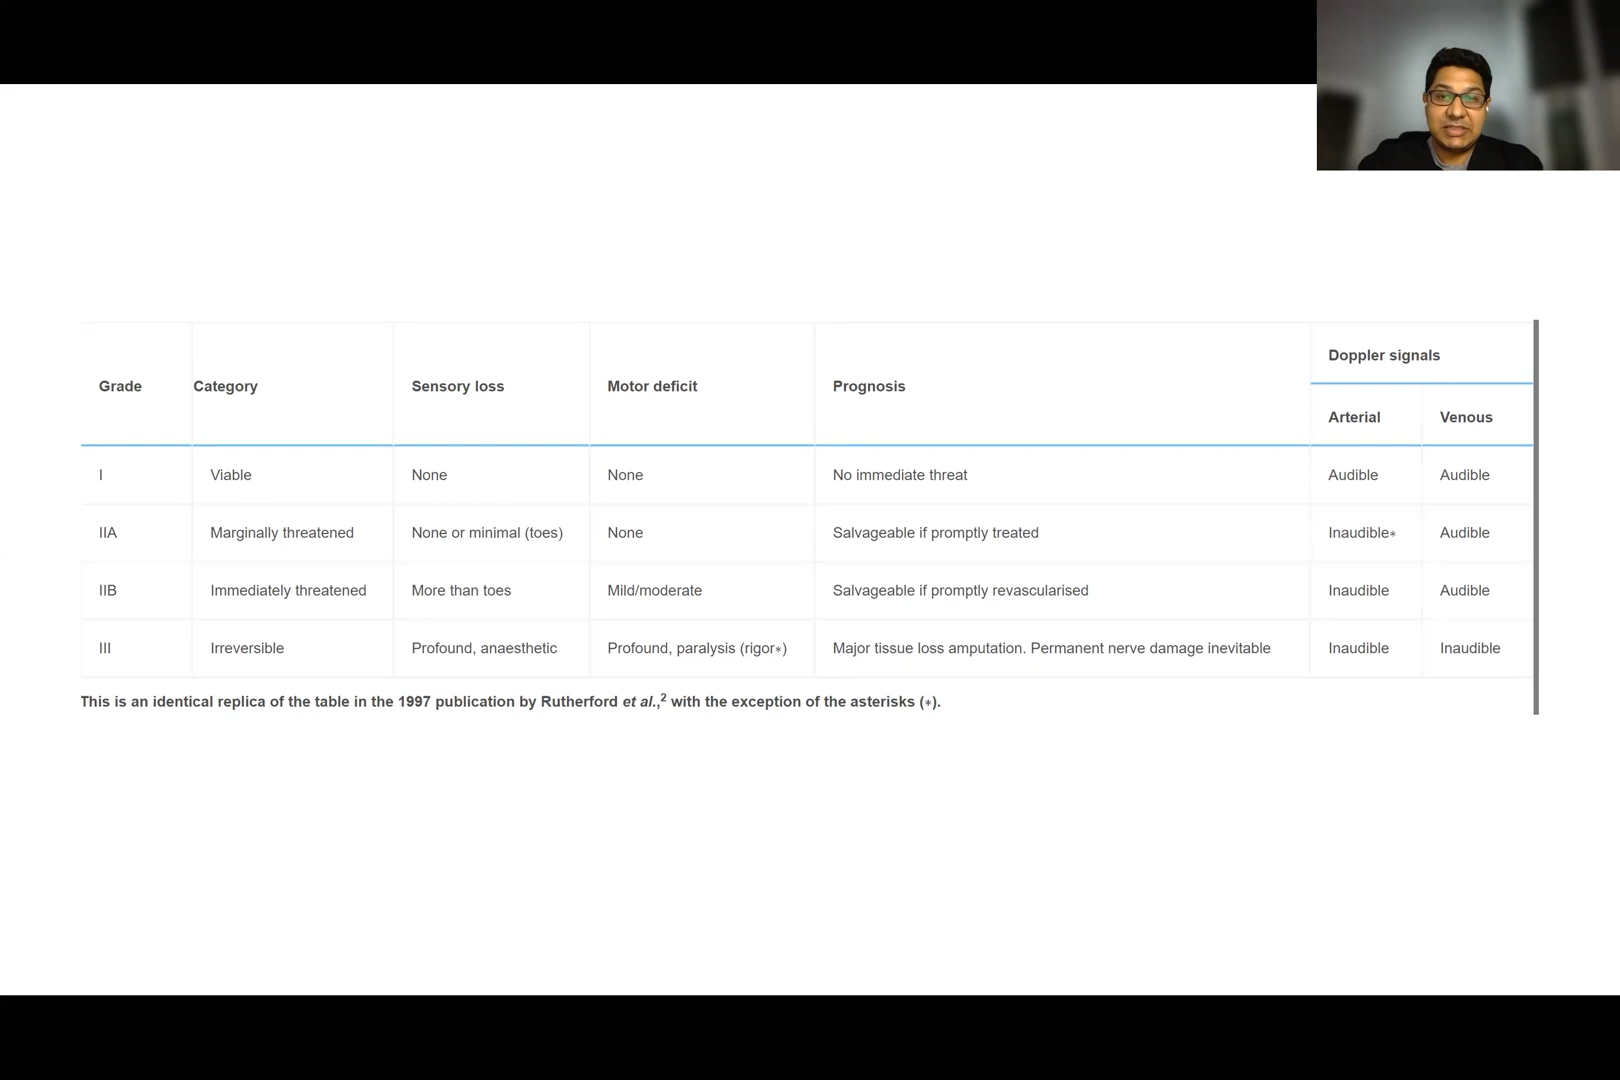 Doppler signals
Grade Category Sensory loss Motor deficit Prognosis
Arterial Venous
I Viable None None No immediate threat Audible Audible
IIA Marginally threatened None or minimal (toes) None Salvageable if promptly treated Inaudible* Audible
IIB Immediately threatened More than toes Mild/moderate Salvageable if promptly revascularised Inaudible Audible
III Irreversible Profound, anaesthetic Profound, paralysis (rigor*) Major tissue loss amputation. Permanent nerve damage inevitable Inaudible Inaudible
This is an identical replica of the table in the 1997 publication by Rutherford et al.,2 with the exception of the asterisks (*).